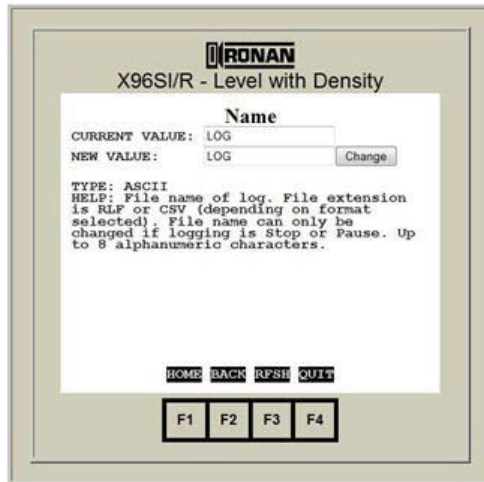 RONAN
X96SI/R - Level with Density
Name
CURRENT VALUE: LOG
NEW VALUE: LOG Change
TYPE: ASCII
HELP: File name of log. File extension
is RLF or CSV (depending on format
selected). File name can only be
changed if logging is Stop or Pause. Up
to 8 alphanumeric characters.
HOME BACK RFSH QUIT
F1 F2 F3 F4